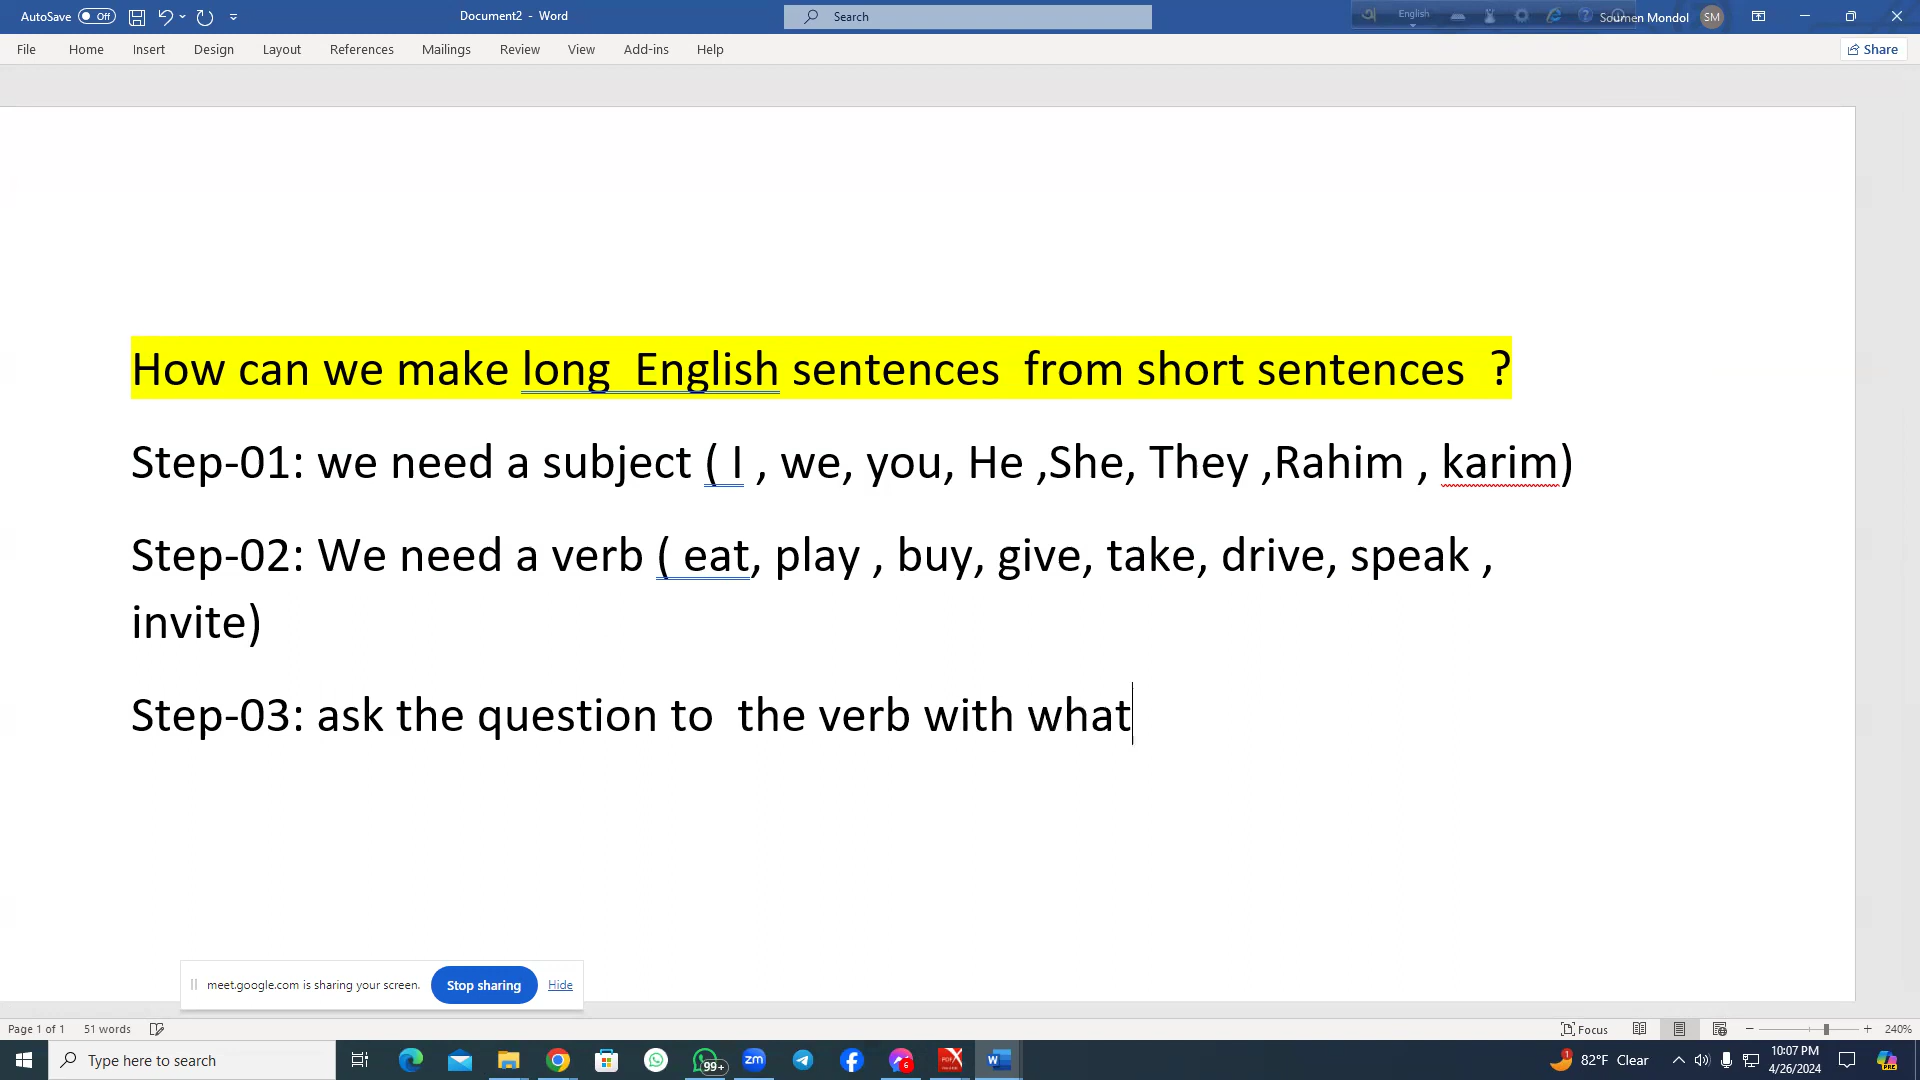 AutoSave Off Document2 - Word Search English Soumen Mondol SM
File Home Insert Design Layout References Mailings Review View Add-ins Help Share
How can we make long  English sentences  from short sentences  ?
Step-01: we need a subject ( I , we, you, He ,She, They ,Rahim , karim)
Step-02: We need a verb ( eat, play , buy, give, take, drive, speak ,
invite)
Step-03: ask the question to  the verb with what
meet.google.com is sharing your screen. Stop sharing Hide
Page 1 of 1 51 words Focus 240%
Type here to search 99+ zm 6 82°F Clear 10:07 PM
4/26/2024